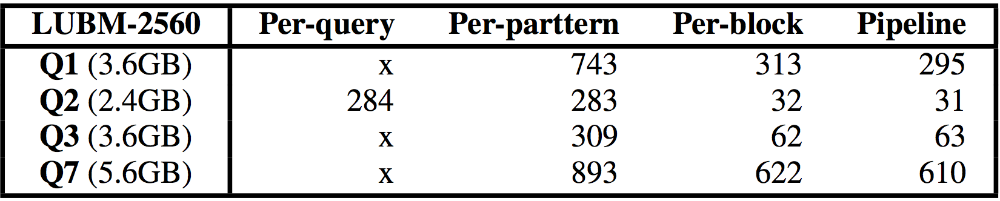 LUBM-2560 Per-query Per-parttern Per-block Pipeline
Q1 (3.6GB) x 743 313 295
Q2 (2.4GB) 284 283 32 31
Q3 (3.6GB) x 309 62 63
Q7 (5.6GB) x 893 622 610